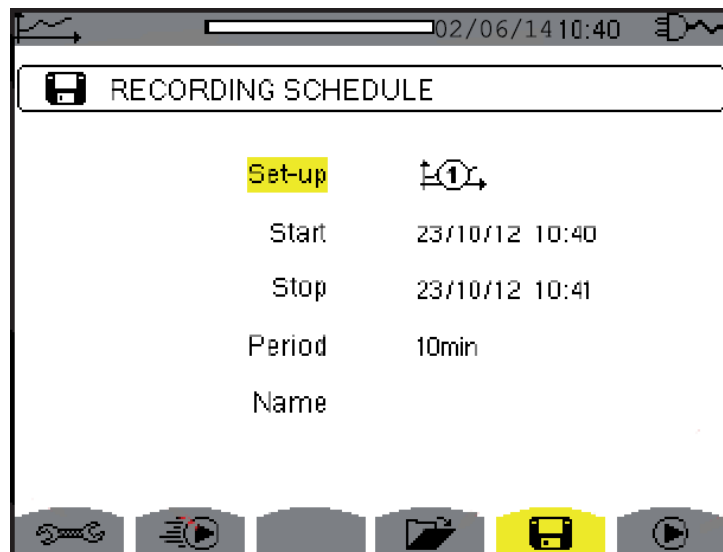 02/06/14 10:40
RECORDING SCHEDULE
Set-up 1
Start 23/10/12 10:40
Stop 23/10/12 10:41
Period 10min
Name